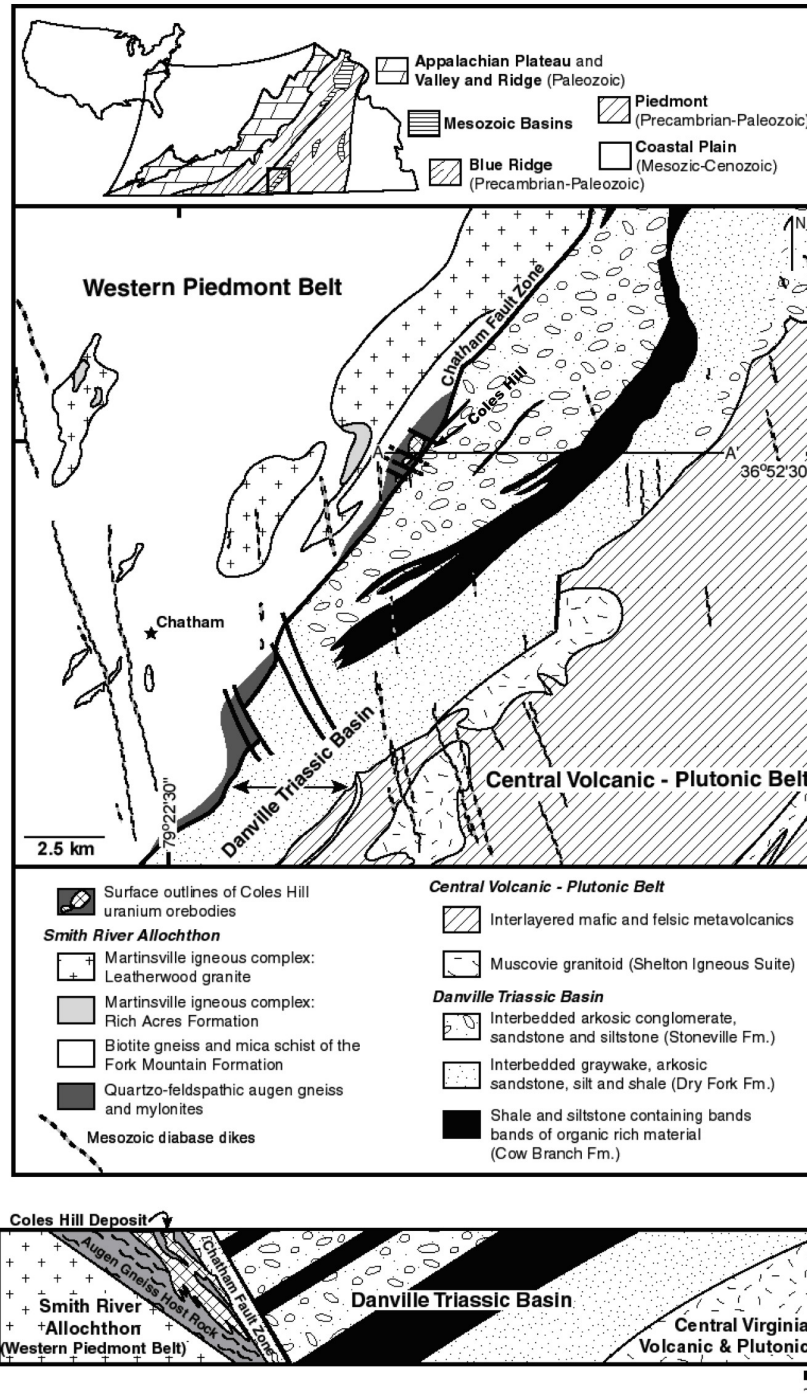 Appalachian Plateau and
Valley and Ridge (Paleozoic)
Mesozoic Basins
Piedmont
(Precambrian-Paleozoic)
Blue Ridge
(Precambrian-Paleozoic)
Coastal Plain
(Mesozic-Cenozoic)
N
Western Piedmont Belt
Chatham Fault Zone
Coles Hill
A
A'
36º52'30
Chatham
79º22'30"
Danville Triassic Basin
Central Volcanic - Plutonic Belt
2.5 km
Surface outlines of Coles Hill
uranium orebodies
Smith River Allochthon
Martinsville igneous complex:
Leatherwood granite
Martinsville igneous complex:
Rich Acres Formation
Biotite gneiss and mica schist of the
Fork Mountain Formation
Quartzo-feldspathic augen gneiss
and mylonites
Mesozoic diabase dikes
Central Volcanic - Plutonic Belt
Interlayered mafic and felsic metavolcanics
Muscovie granitoid (Shelton Igneous Suite)
Danville Triassic Basin
Interbedded arkosic conglomerate,
sandstone and siltstone (Stoneville Fm.)
Interbedded graywake, arkosic
sandstone, silt and shale (Dry Fork Fm.)
Shale and siltstone containing bands
bands of organic rich material
(Cow Branch Fm.)
Coles Hill Deposit
Augen Gneiss Host Rock
Chatham Fault Zone
Smith River
Allochthon
(Western Piedmont Belt)
Danville Triassic Basin
Central Virginia
Volcanic & Plutonic